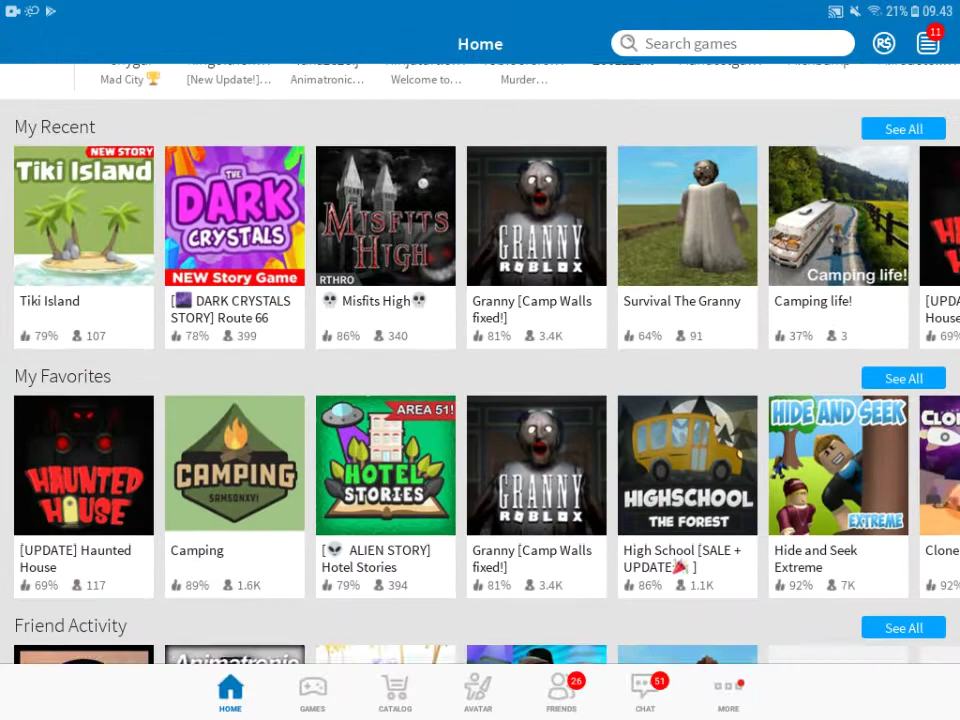 21% 09.43
Home
Search games
R$
11
Mad City 🏆
[New Update!]...
Animatronic...
Welcome to...
Murder...
My Recent
See All
NEW STORY
Tiki Island
THE
DARK
CRYSTALS
NEW Story Game
MISFITS
HIGH
RTHRO
GRANNY
ROBLOX
Camping life!
Tiki Island
79% 107
[🌌 DARK CRYSTALS
STORY] Route 66
78% 399
💀 Misfits High💀
86% 340
Granny [Camp Walls
fixed!]
81% 3.4K
Survival The Granny
64% 91
Camping life!
37% 3
House
69%
My Favorites
See All
HAUNTED
HOUSE
CAMPING
SAMSONXVI
AREA 51!
HOTEL
STORIES
GRANNY
ROBLOX
HIGHSCHOOL
THE FOREST
HIDE AND SEEK
EXTREME
[UPDATE] Haunted
House
69% 117
Camping
89% 1.6K
[👽 ALIEN STORY]
Hotel Stories
79% 394
Granny [Camp Walls
fixed!]
81% 3.4K
High School [SALE +
UPDATE🎉 ]
86% 1.1K
Hide and Seek
Extreme
92% 7K
Clone
92%
Friend Activity
See All
Animatronic
HOME
GAMES
CATALOG
AVATAR
26
FRIENDS
51
CHAT
MORE